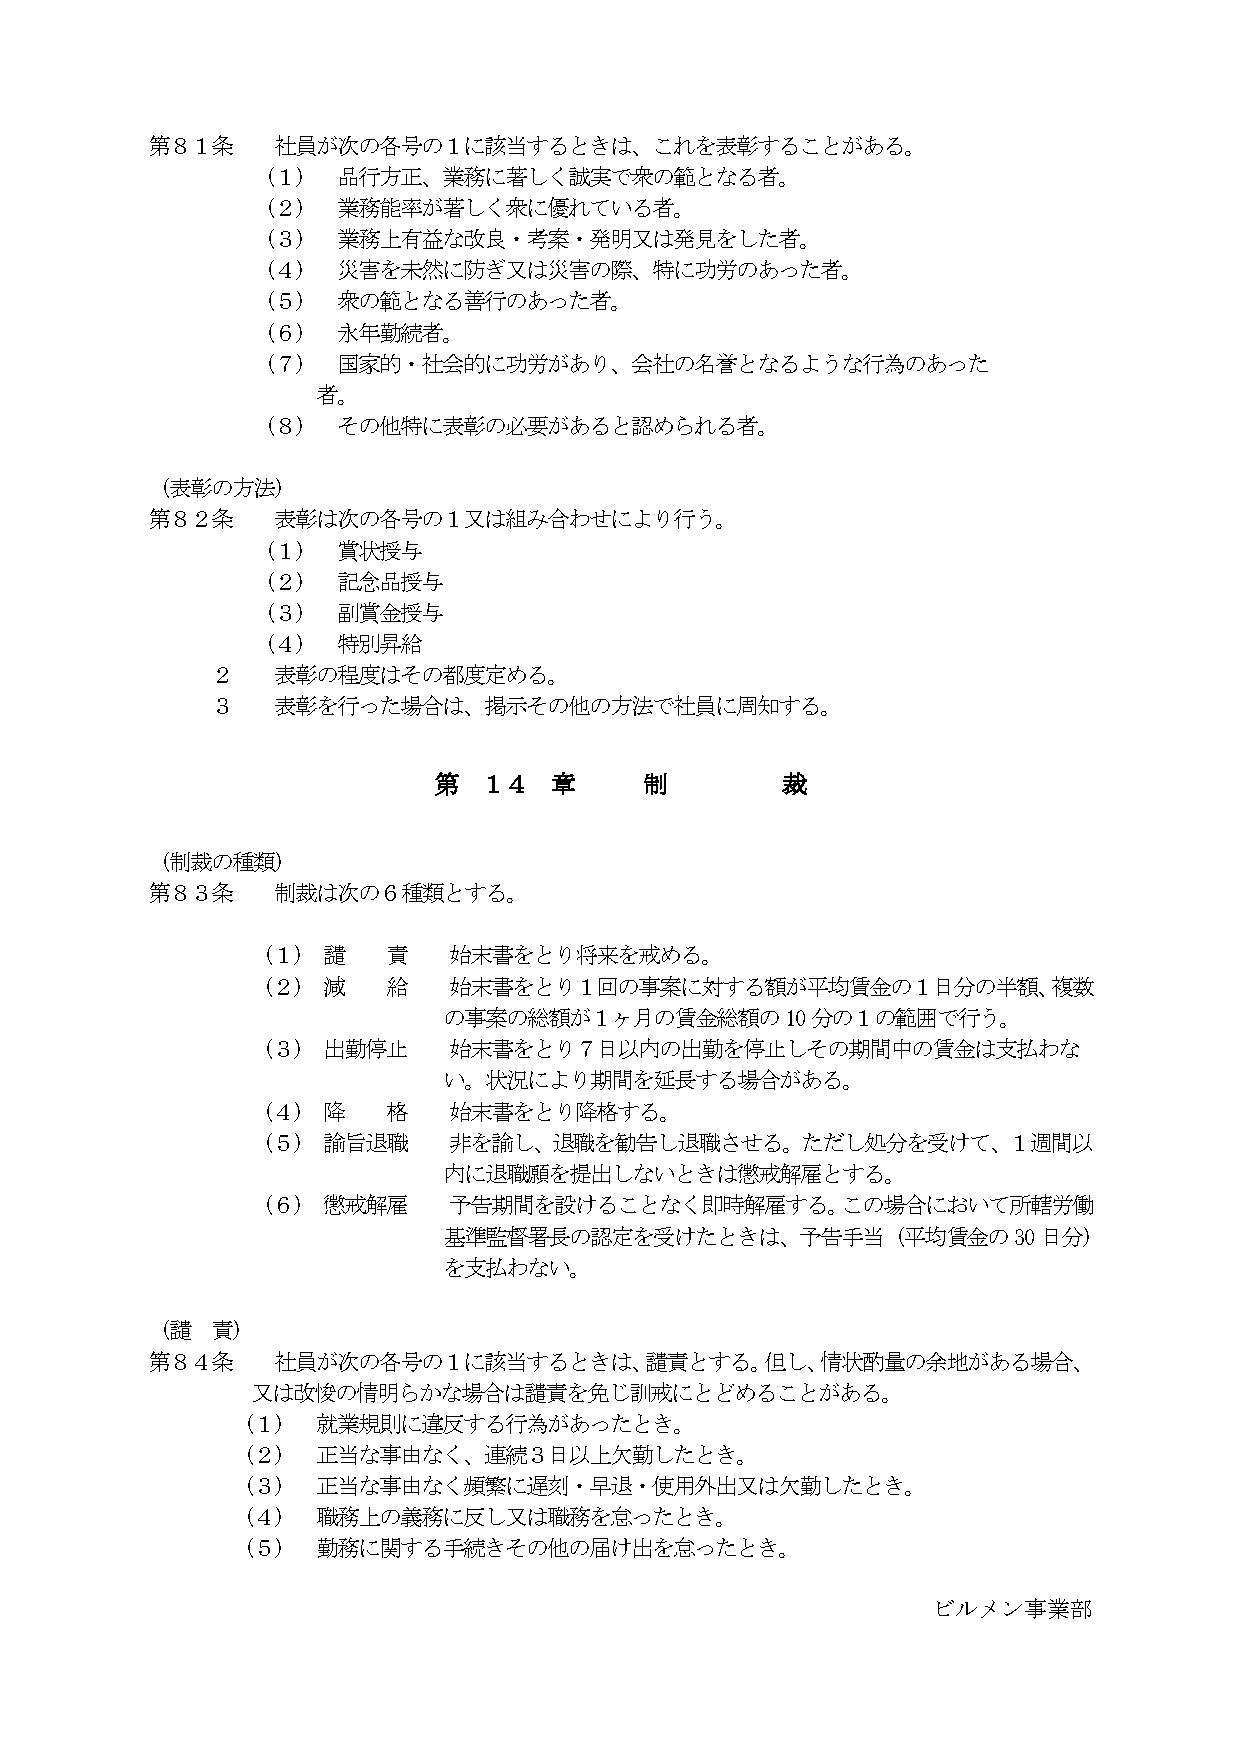 第８１条　　社員が次の各号の１に該当するときは、これを表彰することがある。
（１）　品行方正、業務に著しく誠実で衆の範となる者。
（２）　業務能率が著しく衆に優れている者。
（３）　業務上有益な改良・考案・発明又は発見をした者。
（４）　災害を未然に防ぎ又は災害の際、特に功労のあった者。
（５）　衆の範となる善行のあった者。
（６）　永年勤続者。
（７）　国家的・社会的に功労があり、会社の名誉となるような行為のあった
者。
（８）　その他特に表彰の必要があると認められる者。
（表彰の方法）
第８２条　　表彰は次の各号の１又は組み合わせにより行う。
（１）　賞状授与
（２）　記念品授与
（３）　副賞金授与
（４）　特別昇給
２　　表彰の程度はその都度定める。
３　　表彰を行った場合は、掲示その他の方法で社員に周知する。
第　１４　章　　　制　　　　　裁
（制裁の種類）
第８３条　　制裁は次の６種類とする。
（１）　譴　　責　　始末書をとり将来を戒める。
（２）　減　　給　　始末書をとり１回の事案に対する額が平均賃金の１日分の半額、複数
の事案の総額が１ヶ月の賃金総額の 10 分の１の範囲で行う。
（３）　出勤停止　　始末書をとり７日以内の出勤を停止しその期間中の賃金は支払わな
い。状況により期間を延長する場合がある。
（４）　降　　格　　始末書をとり降格する。
（５）　諭旨退職　　非を諭し、退職を勧告し退職させる。ただし処分を受けて、１週間以
内に退職願を提出しないときは懲戒解雇とする。
（６）　懲戒解雇　　予告期間を設けることなく即時解雇する。この場合において所轄労働
基準監督署長の認定を受けたときは、予告手当（平均賃金の 30 日分）
を支払わない。
（譴　責）
第８４条　　社員が次の各号の１に該当するときは、譴責とする。但し、情状酌量の余地がある場合、
又は改悛の情明らかな場合は譴責を免じ訓戒にとどめることがある。
（１）　就業規則に違反する行為があったとき。
（２）　正当な事由なく、連続３日以上欠勤したとき。
（３）　正当な事由なく頻繁に遅刻・早退・使用外出又は欠勤したとき。
（４）　職務上の義務に反し又は職務を怠ったとき。
（５）　勤務に関する手続きその他の届け出を怠ったとき。
ビルメン事業部